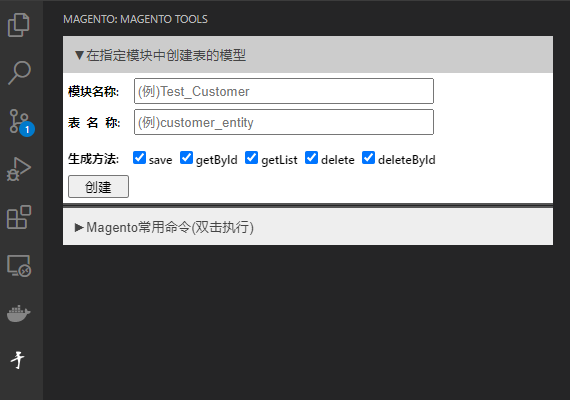 MAGENTO: MAGENTO TOOLS
▼在指定模块中创建表的模型
模块名称: (例)Test_Customer
表 名 称: (例)customer_entity
生成方法: save getById getList delete deleteById
创建
►Magento常用命令(双击执行)
1